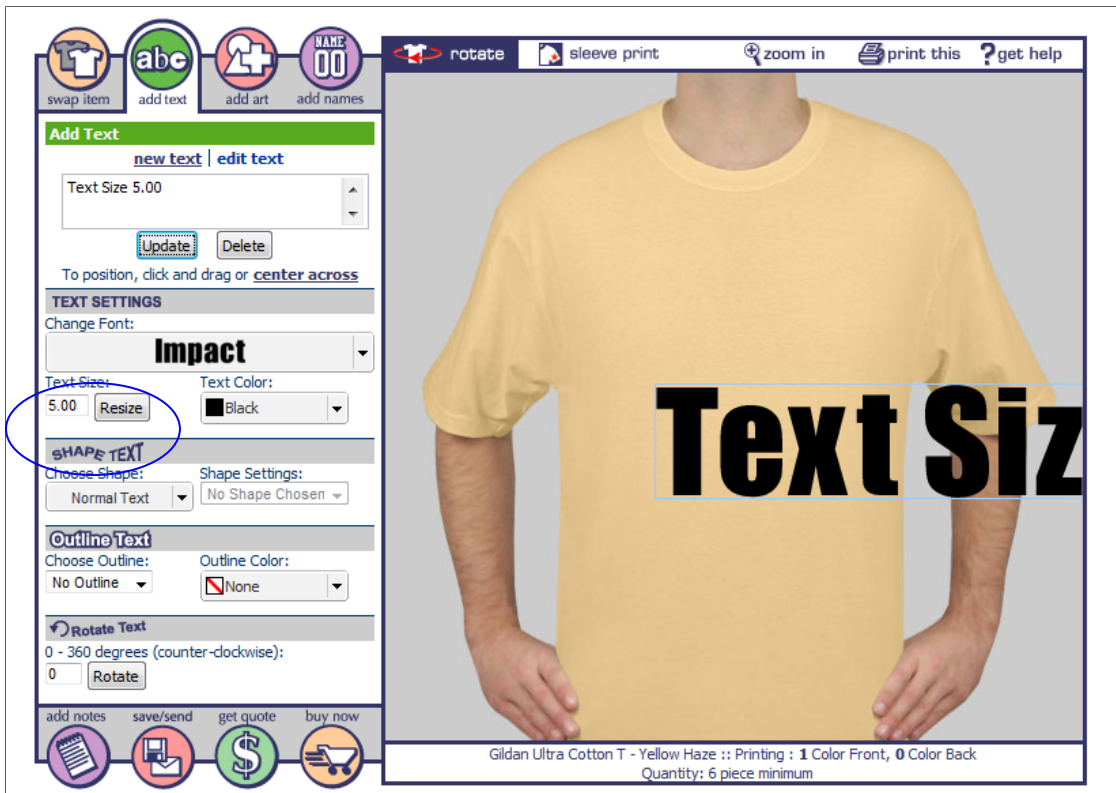 swap item
abc
add text
add art
NAME
00
add names
rotate
sleeve print
zoom in
print this
? get help
Add Text
new text | edit text
Text Size 5.00
Update
Delete
To position, click and drag or center across
TEXT SETTINGS
Change Font:
Impact
Text Size:
Text Color:
5.00
Resize
Black
SHAPE TEXT
Choose Shape:
Shape Settings:
Normal Text
No Shape Chosen
Outline Text
Choose Outline:
Outline Color:
No Outline
None
Rotate Text
0 - 360 degrees (counter-clockwise):
0
Rotate
add notes
save/send
get quote
$
buy now
Text Siz
Gildan Ultra Cotton T - Yellow Haze :: Printing : 1 Color Front, 0 Color Back
Quantity: 6 piece minimum